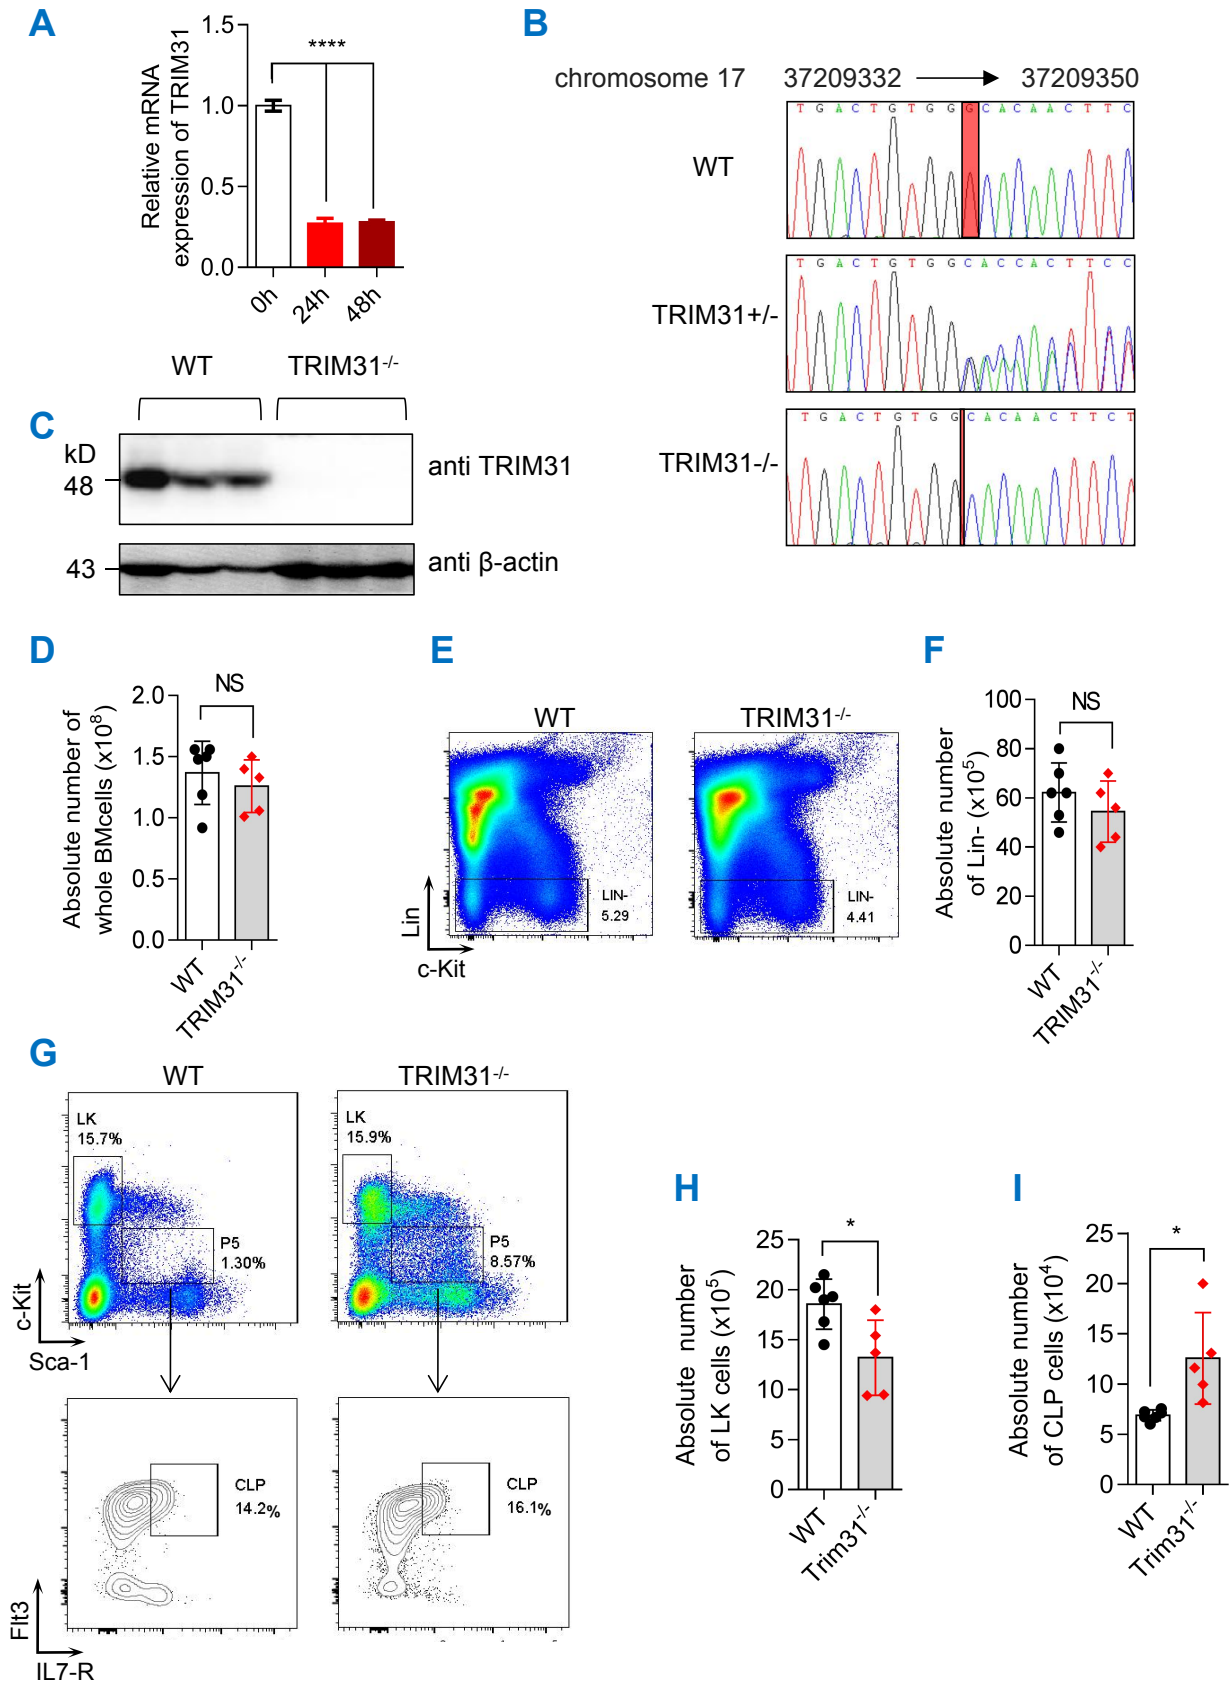 A
Relative mRNA
expression of TRIM31
1.5
1.0
0.5
0.0
****
0h
24h
48h
B
chromosome 17 37209332 37209350
WT
T G A C T G T G G G C A C A A C T T C
TRIM31+/-
T G A C T G T G G C A C C A C T T C C
TRIM31-/-
T G A C T G T G G C A C A A C T T C T
C
WT TRIM31-/-
kD
48
anti TRIM31
43
anti β-actin
D
Absolute number of
whole BMcells (x10⁸)
2.0
1.5
1.0
0.5
0.0
NS
WT
TRIM31-/-
E
WT TRIM31-/-
LIN-
5.29
LIN-
4.41
Lin
c-Kit
F
Absolute number
of Lin- (x10⁵)
100
80
60
40
20
0
NS
WT
TRIM31-/-
G
WT TRIM31-/-
LK
15.7%
P5
1.30%
LK
15.9%
P5
8.57%
c-Kit
Sca-1
CLP
14.2%
CLP
16.1%
Flt3
IL7-R
H
Absolute number
of LK cells (x10⁵)
25
20
15
10
5
0
*
WT
Trim31-/-
I
Absolute number
of CLP cells (x10⁴)
25
20
15
10
5
0
*
WT
Trim31-/-